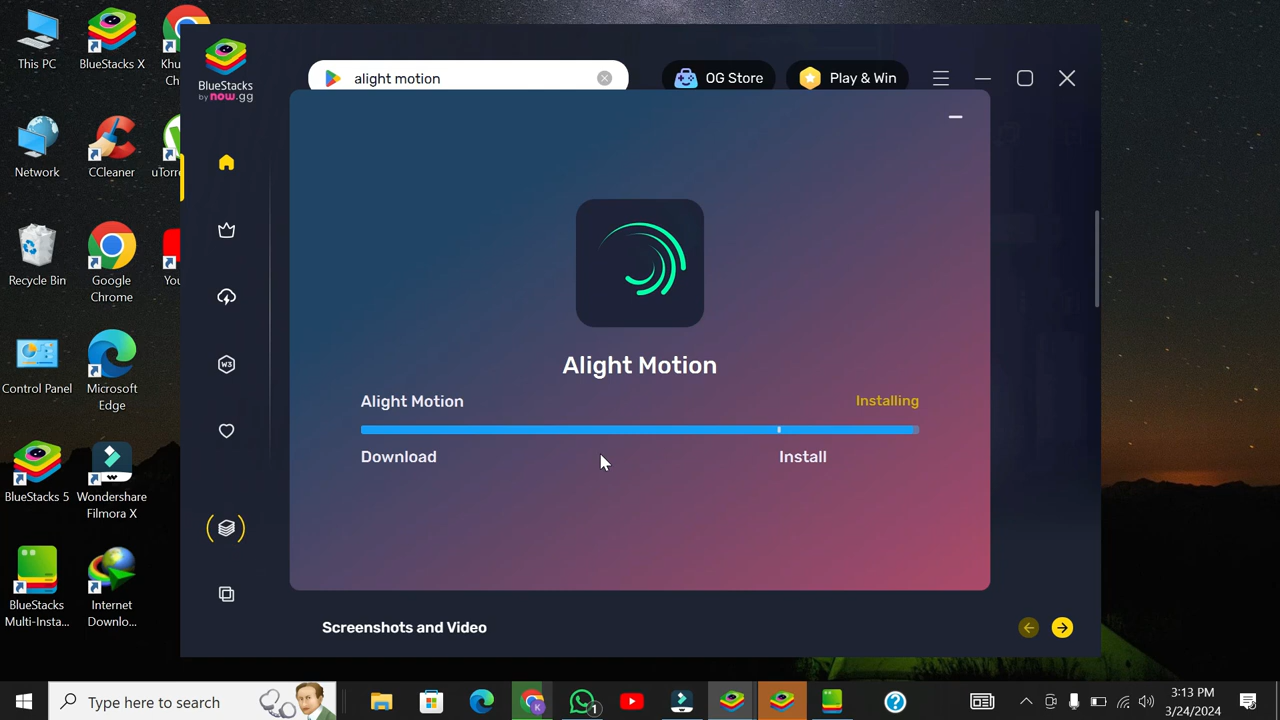 This PC
BlueStacks X
Network
CCleaner
Recycle Bin
Google
Chrome
Control Panel
Microsoft
Edge
BlueStacks 5
Wondershare
Filmora X
BlueStacks
Multi-Insta...
Internet
Downlo...
BlueStacks
by now.gg
alight motion
OG Store
Play & Win
W3
Alight Motion
Alight Motion
Installing
Download
Install
Screenshots and Video
Type here to search
K
1
3:13 PM
3/24/2024